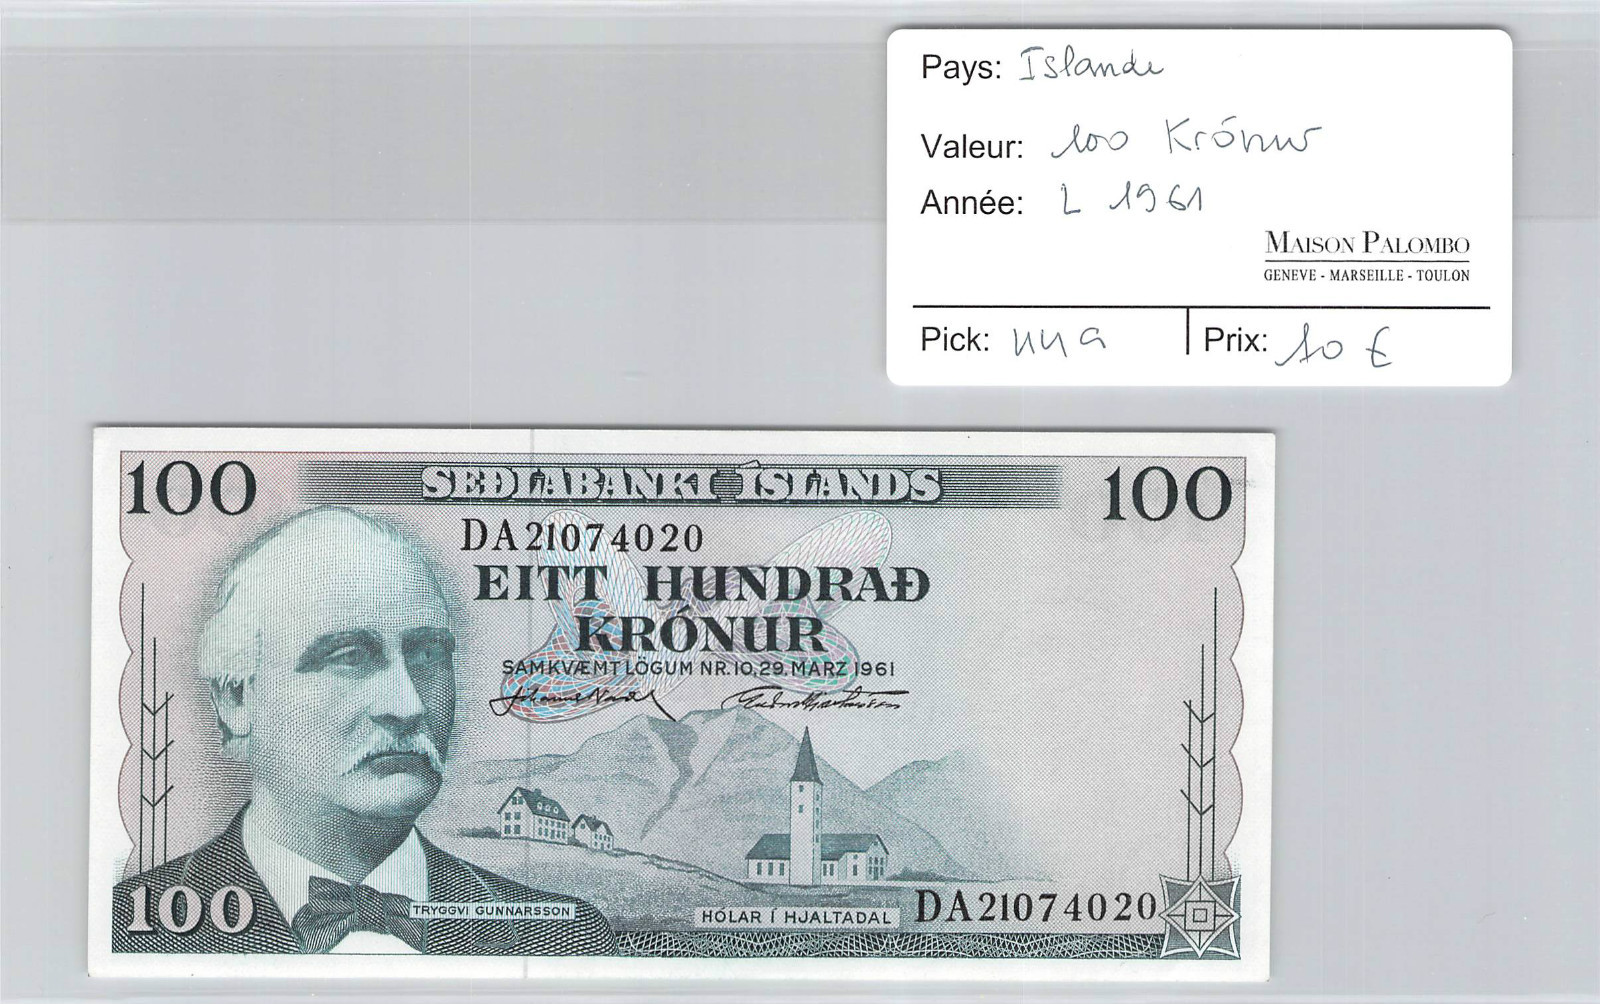 Pays: Islande
Valeur: 100 Krónur
Année: L 1961
MAISON PALOMBO
GENEVE - MARSEILLE - TOULON
Pick: 44a
Prix: 10 €
100
SEÐLABANKI ÍSLANDS
100
DA21074020
EITT HUNDRAÐ
KRÓNUR
SAMKVÆMT LÖGUM NR. 10, 29. MARZ 1961
100
TRYGGVI GUNNARSSON
HÓLAR Í HJALTADAL
DA21074020